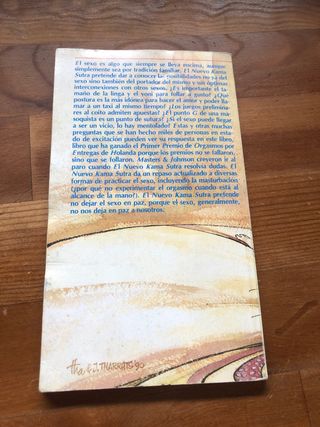 El sexo es algo que siempre se lleva encima, aunque
simplemente sea por tradición familiar. El Nuevo Kama
Sutra pretende dar a conocer las posibilidades no ya del
sexo sino también del portador del mismo y sus óptimas
interconexiones con otros sexos. ¿Es importante el ta-
maño de la linga y el yoni para follar a gusto? ¿Qué
postura es la más idónea para hacer el amor y poder lla-
mar a un taxi al mismo tiempo? ¿Los juegos prelimina-
res al coito admiten apuestas? ¿El punto G de una ma-
soquista es un punto de sutura? ¿Si el sexo puede llegar
a ser un vicio, lo hay mentolado? Estas y otras muchas
preguntas que se han hecho miles de personas en esta-
do de excitación pueden ver su respuesta en este libro,
libro que ha ganado el Primer Premio de Orgasmos por
Entregas de Holanda porque los premios no se fallaron,
sino que se follaron. Masters & Johnson creyeron ir al
paro cuando El Nuevo Kama Sutra resolvía dudas. El
Nuevo Kama Sutra da un repaso actualizado a diversas
formas de practicar el sexo, incluyendo la masturbación
(¿por qué no experimentar el orgasmo cuando está al
alcance de la mano?). El Nuevo Kama Sutra pretende
no dejar el sexo en paz, porque el sexo, generalmente,
no nos deja en paz a nosotros.
tha & J. THARRATS '90